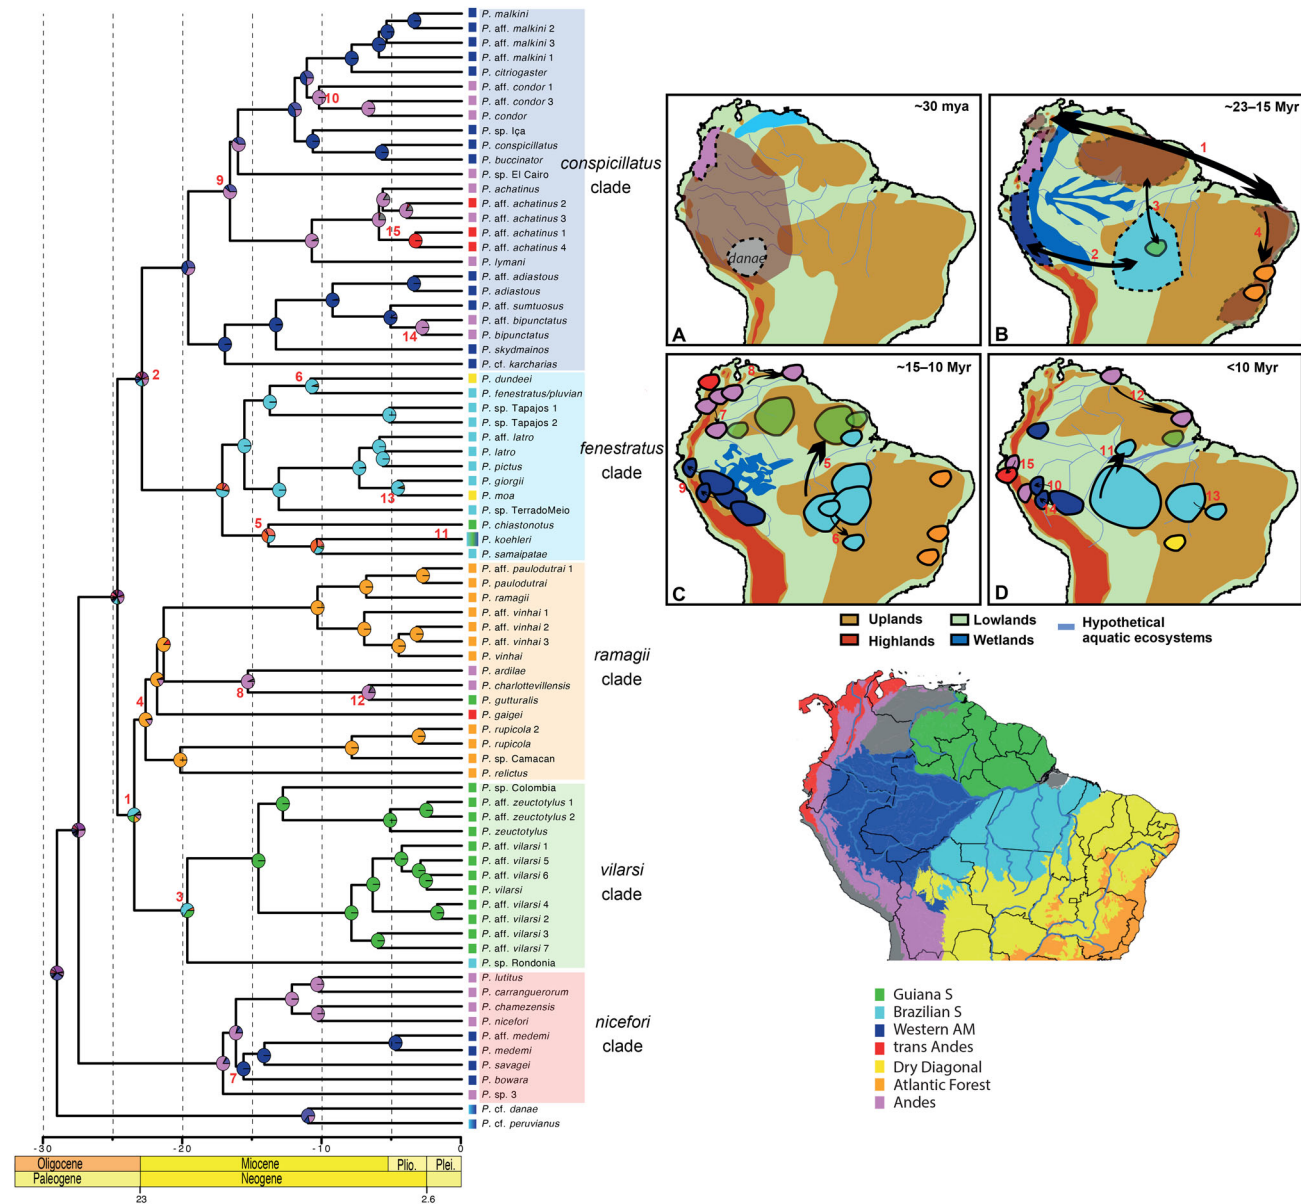 P. malkini
P. aff. malkini 2
P. aff. malkini 3
P. aff. malkini 1
P. citriogaster
P. aff. condor 1
P. aff. condor 3
P. condor
P. sp. Iça
P. conspicillatus
P. buccinator
P. sp. El Cairo
P. achatinus
P. aff. achatinus 2
P. aff. achatinus 3
P. aff. achatinus 1
P. aff. achatinus 4
P. lymani
P. aff. adiastous
P. adiastous
P. aff. sumtuosus
P. aff. bipunctatus
P. bipunctatus
P. skydmainos
P. cf. karcharias
P. dundeei
P. fenestratus/pluvian
P. sp. Tapajos 1
P. sp. Tapajos 2
P. aff. latro
P. latro
P. pictus
P. giorgii
P. moa
P. sp. TerradoMeio
P. chiastonotus
P. koehleri
P. samaipatae
P. aff. paulodutrai 1
P. paulodutrai
P. ramagii
P. aff. vinhai 1
P. aff. vinhai 2
P. aff. vinhai 3
P. vinhai
P. ardilae
P. charlottevillensis
P. gutturalis
P. gaigei
P. rupicola 2
P. rupicola
P. sp. Camacan
P. relictus
P. sp. Colombia
P. aff. zeuctotylus 1
P. aff. zeuctotylus 2
P. zeuctotylus
P. aff. vilarsi 1
P. aff. vilarsi 5
P. aff. vilarsi 6
P. vilarsi
P. aff. vilarsi 4
P. aff. vilarsi 2
P. aff. vilarsi 3
P. aff. vilarsi 7
P. sp. Rondonia
P. lutitus
P. carranguerorum
P. chamezensis
P. nicefori
P. aff. medemi
P. medemi
P. savagei
P. bowara
P. sp. 3
P. cf. danae
P. cf. peruvianus
10
9
15
14
2
6
13
5
11
4
8
12
1
3
7
conspicillatus
clade
fenestratus
clade
ramagii
clade
vilarsi
clade
nicefori
clade
-30
-20
-10
0
Oligocene
Miocene
Plio.
Plei.
Paleogene
Neogene
23
2.6
~30 mya
danae
A
~23–15 Myr
1
2
3
4
B
~15–10 Myr
8
7
9
5
6
C
<10 Myr
12
11
15
10
14
13
D
Uplands
Lowlands
Hypothetical
aquatic ecosystems
Highlands
Wetlands
Guiana S
Brazilian S
Western AM
trans Andes
Dry Diagonal
Atlantic Forest
Andes